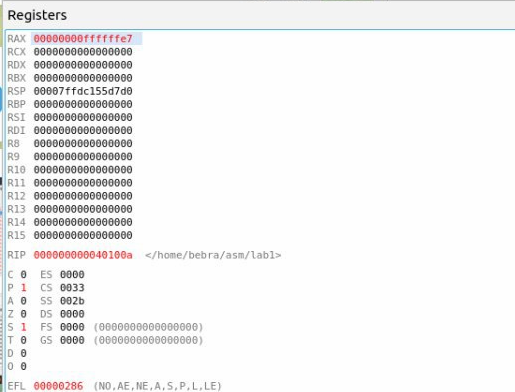 Registers
RAX 00000000ffffffe7
RCX 0000000000000000
RDX 0000000000000000
RBX 0000000000000000
RSP 00007ffdc155d7d0
RBP 0000000000000000
RSI 0000000000000000
RDI 0000000000000000
R8 0000000000000000
R9 0000000000000000
R10 0000000000000000
R11 0000000000000000
R12 0000000000000000
R13 0000000000000000
R14 0000000000000000
R15 0000000000000000
RIP 000000000040100a </home/bebra/asm/lab1>
C 0 ES 0000
P 1 CS 0033
A 0 SS 002b
Z 0 DS 0000
S 1 FS 0000 (0000000000000000)
T 0 GS 0000 (0000000000000000)
D 0
O 0
EFL 00000286 (NO,AE,NE,A,S,P,L,LE)